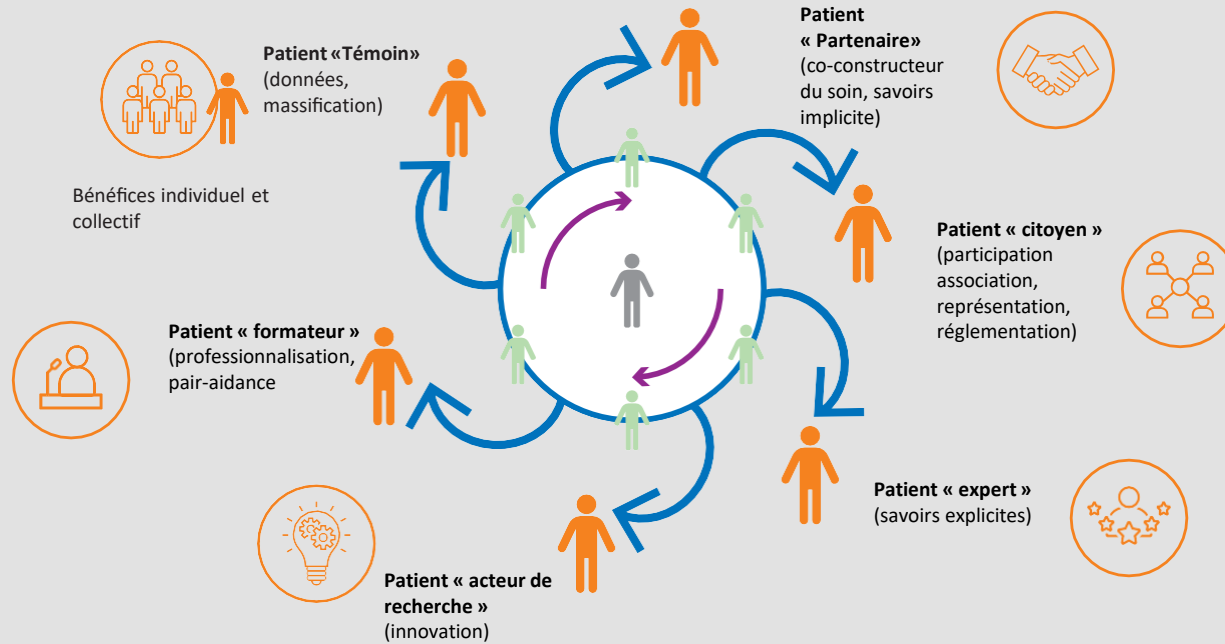 Patient «Témoin»
(données,
massification)
Bénéfices individuel et
collectif
Patient
« Partenaire»
(co-constructeur
du soin, savoirs
implicite)
Patient « citoyen »
(participation
association,
représentation,
réglementation)
Patient « expert »
(savoirs explicites)
Patient « acteur de
recherche »
(innovation)
Patient « formateur »
(professionnalisation,
pair-aidance